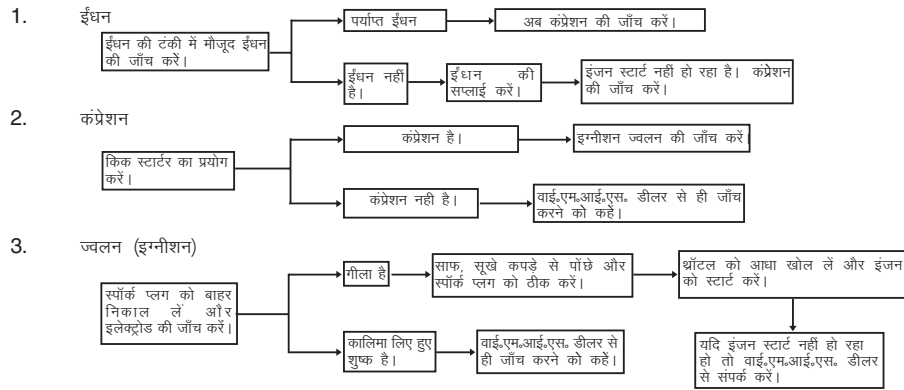 1. ईंधन
ईंधन की टंकी में मौजूद ईंधन
की जाँच करें।
पर्याप्त ईंधन
अब कंप्रेशन की जाँच करें।
ईंधन नहीं
है।
ईंधन की
सप्लाई करें।
इंजन स्टार्ट नहीं हो रहा है। कंप्रेशन
की जाँच करें।
2. कंप्रेशन
किक स्टार्टर का प्रयोग
करें।
कंप्रेशन है।
इग्नीशन ज्वलन की जाँच करें।
कंप्रेशन नही है।
वाई॰एम॰आई॰एस॰ डीलर से ही जाँच
करने को कहें।
3. ज्वलन (इग्नीशन)
स्पॉर्क प्लग को बाहर
निकाल लें और
इलेक्ट्रोड की जाँच करें।
गीला है
साफ, सूखे कपड़े से पोंछे और
स्पॉर्क प्लग को ठीक करें।
थ्रॉटल को आधा खोल लें और इंजन
को स्टार्ट करें।
कालिमा लिए हुए
शुष्क है।
वाई॰एम॰आई॰एस॰ डीलर से
ही जाँच करने को कहें।
यदि इंजन स्टार्ट नहीं हो रहा
हो तो वाई॰एम॰आई॰एस॰ डीलर
से संपर्क करें।